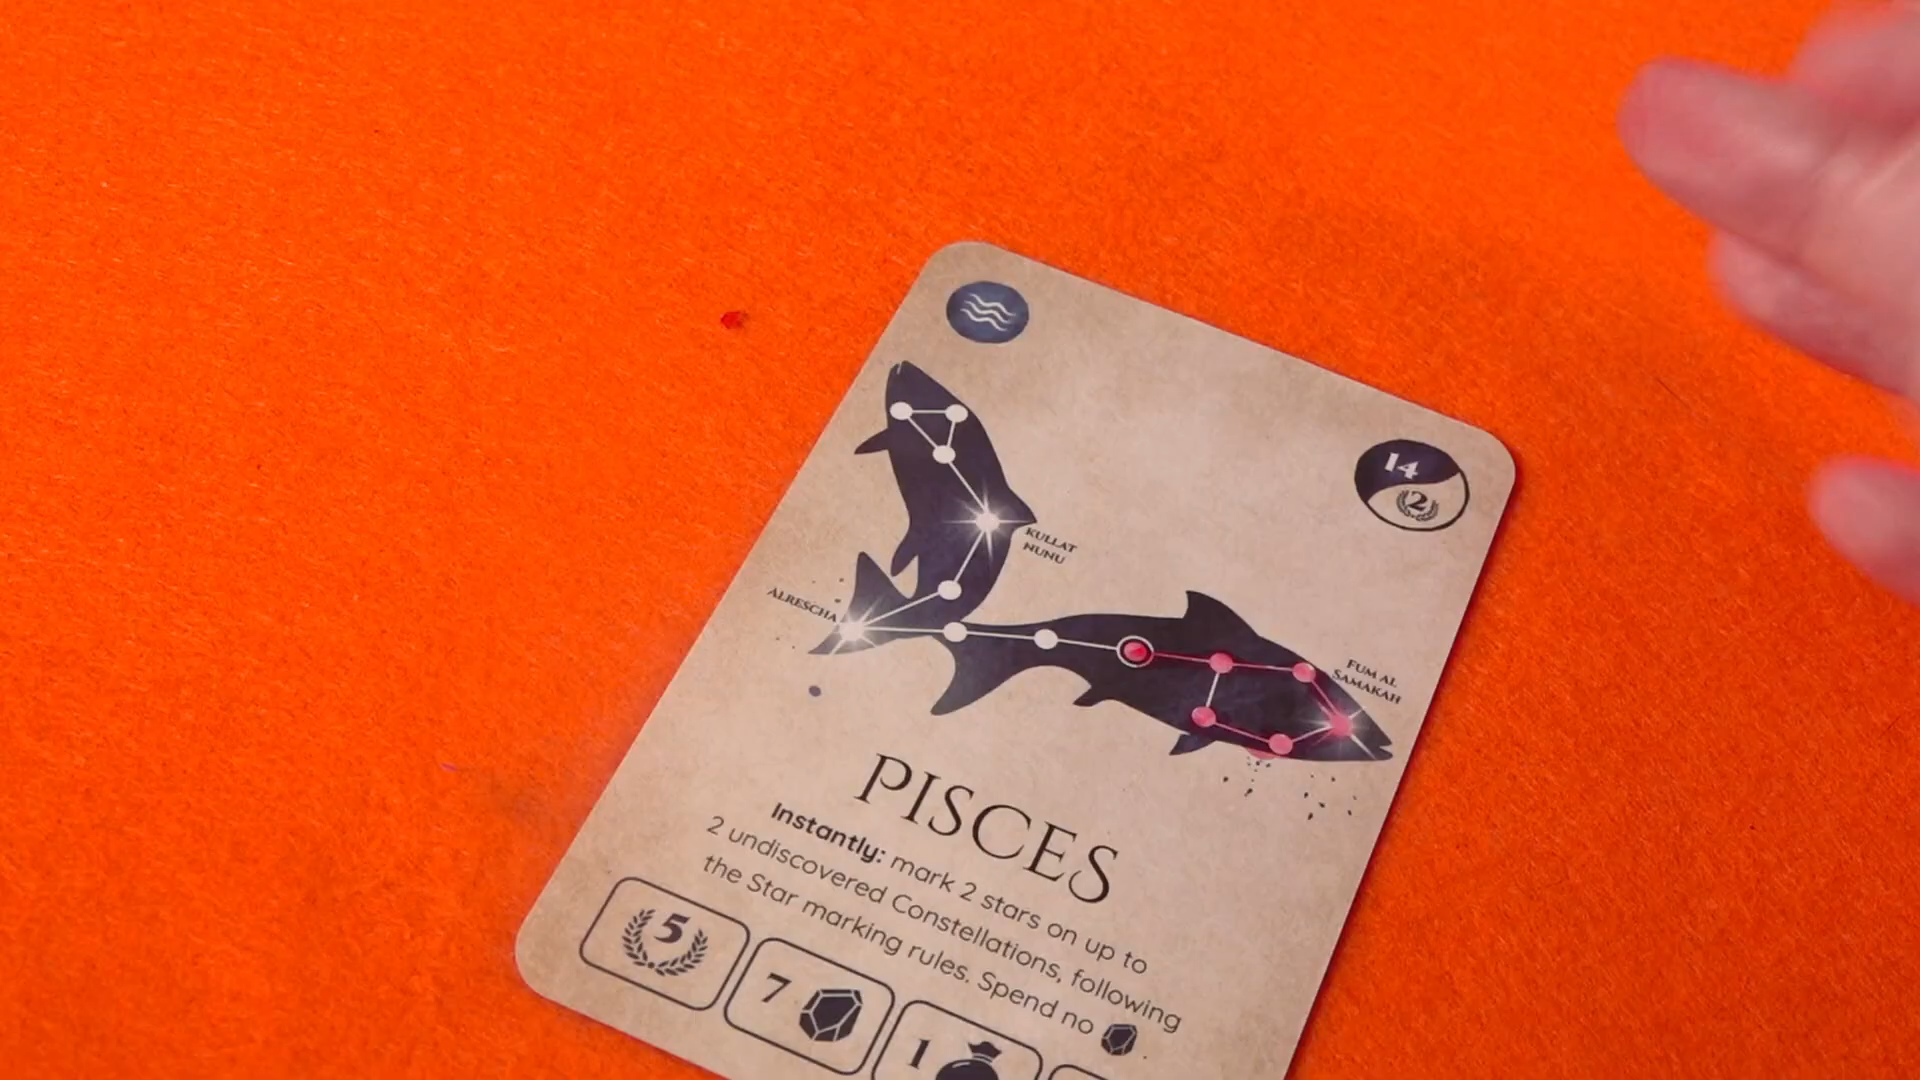 14
2
KULLAT
NUNU
ALRESCHA
FUM AL
SAMAKAH
PISCES
Instantly: mark 2 stars on up to
2 undiscovered Constellations, following
the Star marking rules. Spend no
5
7
1